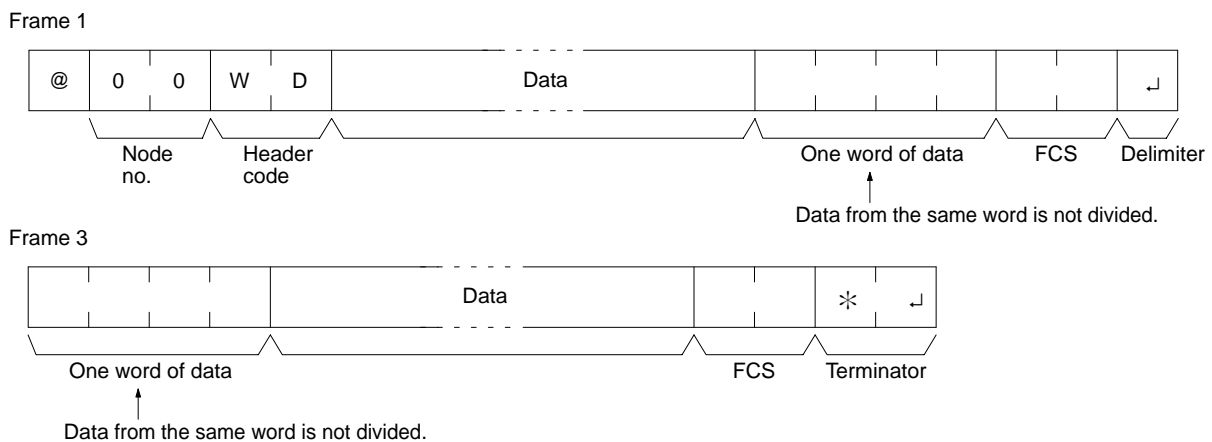 Frame 1
@ 0 0 W D Data ↵
Node no. Header code One word of data FCS Delimiter
Data from the same word is not divided.
Frame 3
Data * ↵
One word of data FCS Terminator
Data from the same word is not divided.